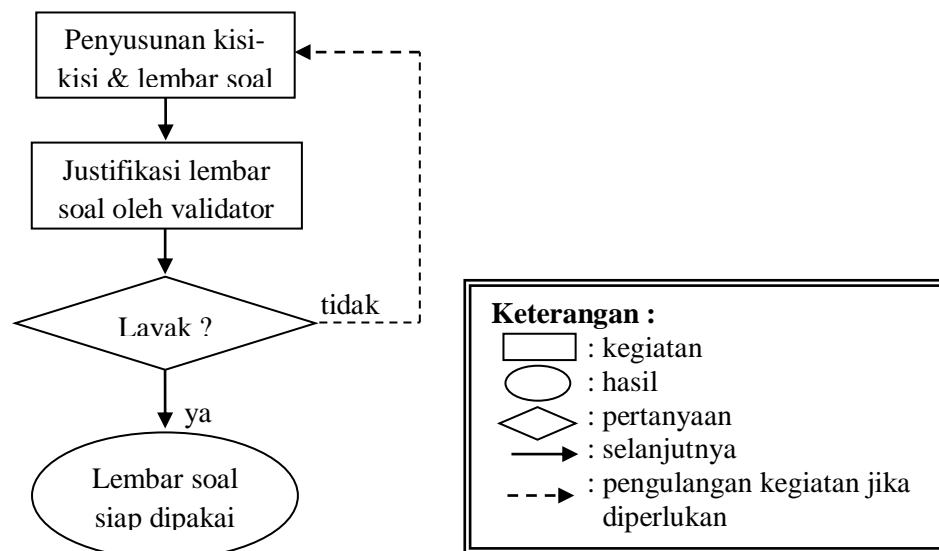 Penyusunan kisi-
kisi & lembar soal
Justifikasi lembar
soal oleh validator
Layak ?
tidak
ya
Lembar soal
siap dipakai
Keterangan :
: kegiatan
: hasil
: pertanyaan
: selanjutnya
: pengulangan kegiatan jika
diperlukan